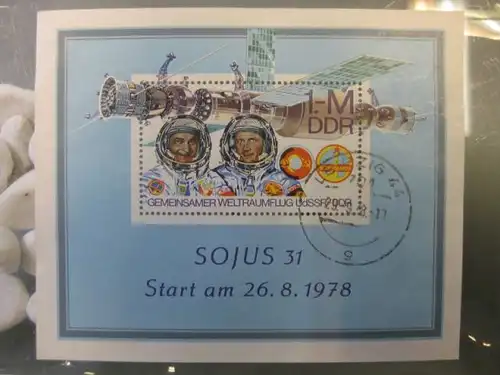 1.-M
DDR
GEMEINSAMER WELTRAUMFLUG UdSSR/DDR
SOJUS 31
Start am 26.8.1978